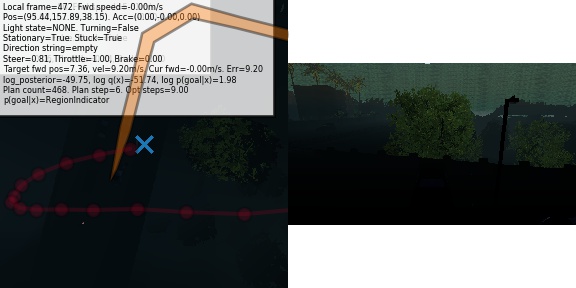 Local frame=472. Fwd speed=-0.00m/s
Pos=(95.44,157.89,38.15). Acc=(0.00,-0.00,0.00)
Light state=NONE. Turning=False
Stationary=True. Stuck=True
Direction string=empty
Steer=0.81, Throttle=1.00, Brake=0.00
Target fwd pos=7.36, vel=9.20m/s, Cur fwd=-0.00m/s. Err=9.20
log_posterior=-49.75, log q(x)=-51.74, log p(goal|x)=1.98
Plan count=468. Plan step=6. Opt steps=9.00
p(goal|x)=RegionIndicator